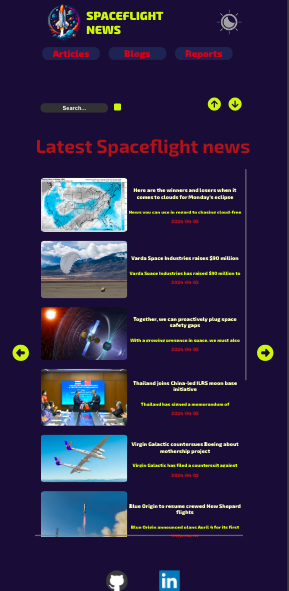 SPACEFLIGHT
NEWS
Articles
Blogs
Reports
Search...
Latest Spaceflight news
Here are the winners and losers when it
comes to clouds for Monday's eclipse
News you can use in regard to chasing cloud-free
2024-04-05
Varda Space Industries raises $90 million
Varda Space Industries has raised $90 million to
2024-04-05
Together, we can proactively plug space
safety gaps
With a growing presence in space, we must also
2024-04-05
Thailand joins China-led ILRS moon base
initiative
Thailand has signed a memorandum of
2024-04-05
Virgin Galactic countersues Boeing about
mothership project
Virgin Galactic has filed a countersuit against
2024-04-05
Blue Origin to resume crewed New Shepard
flights
Blue Origin announced plans April 4 for its first
in